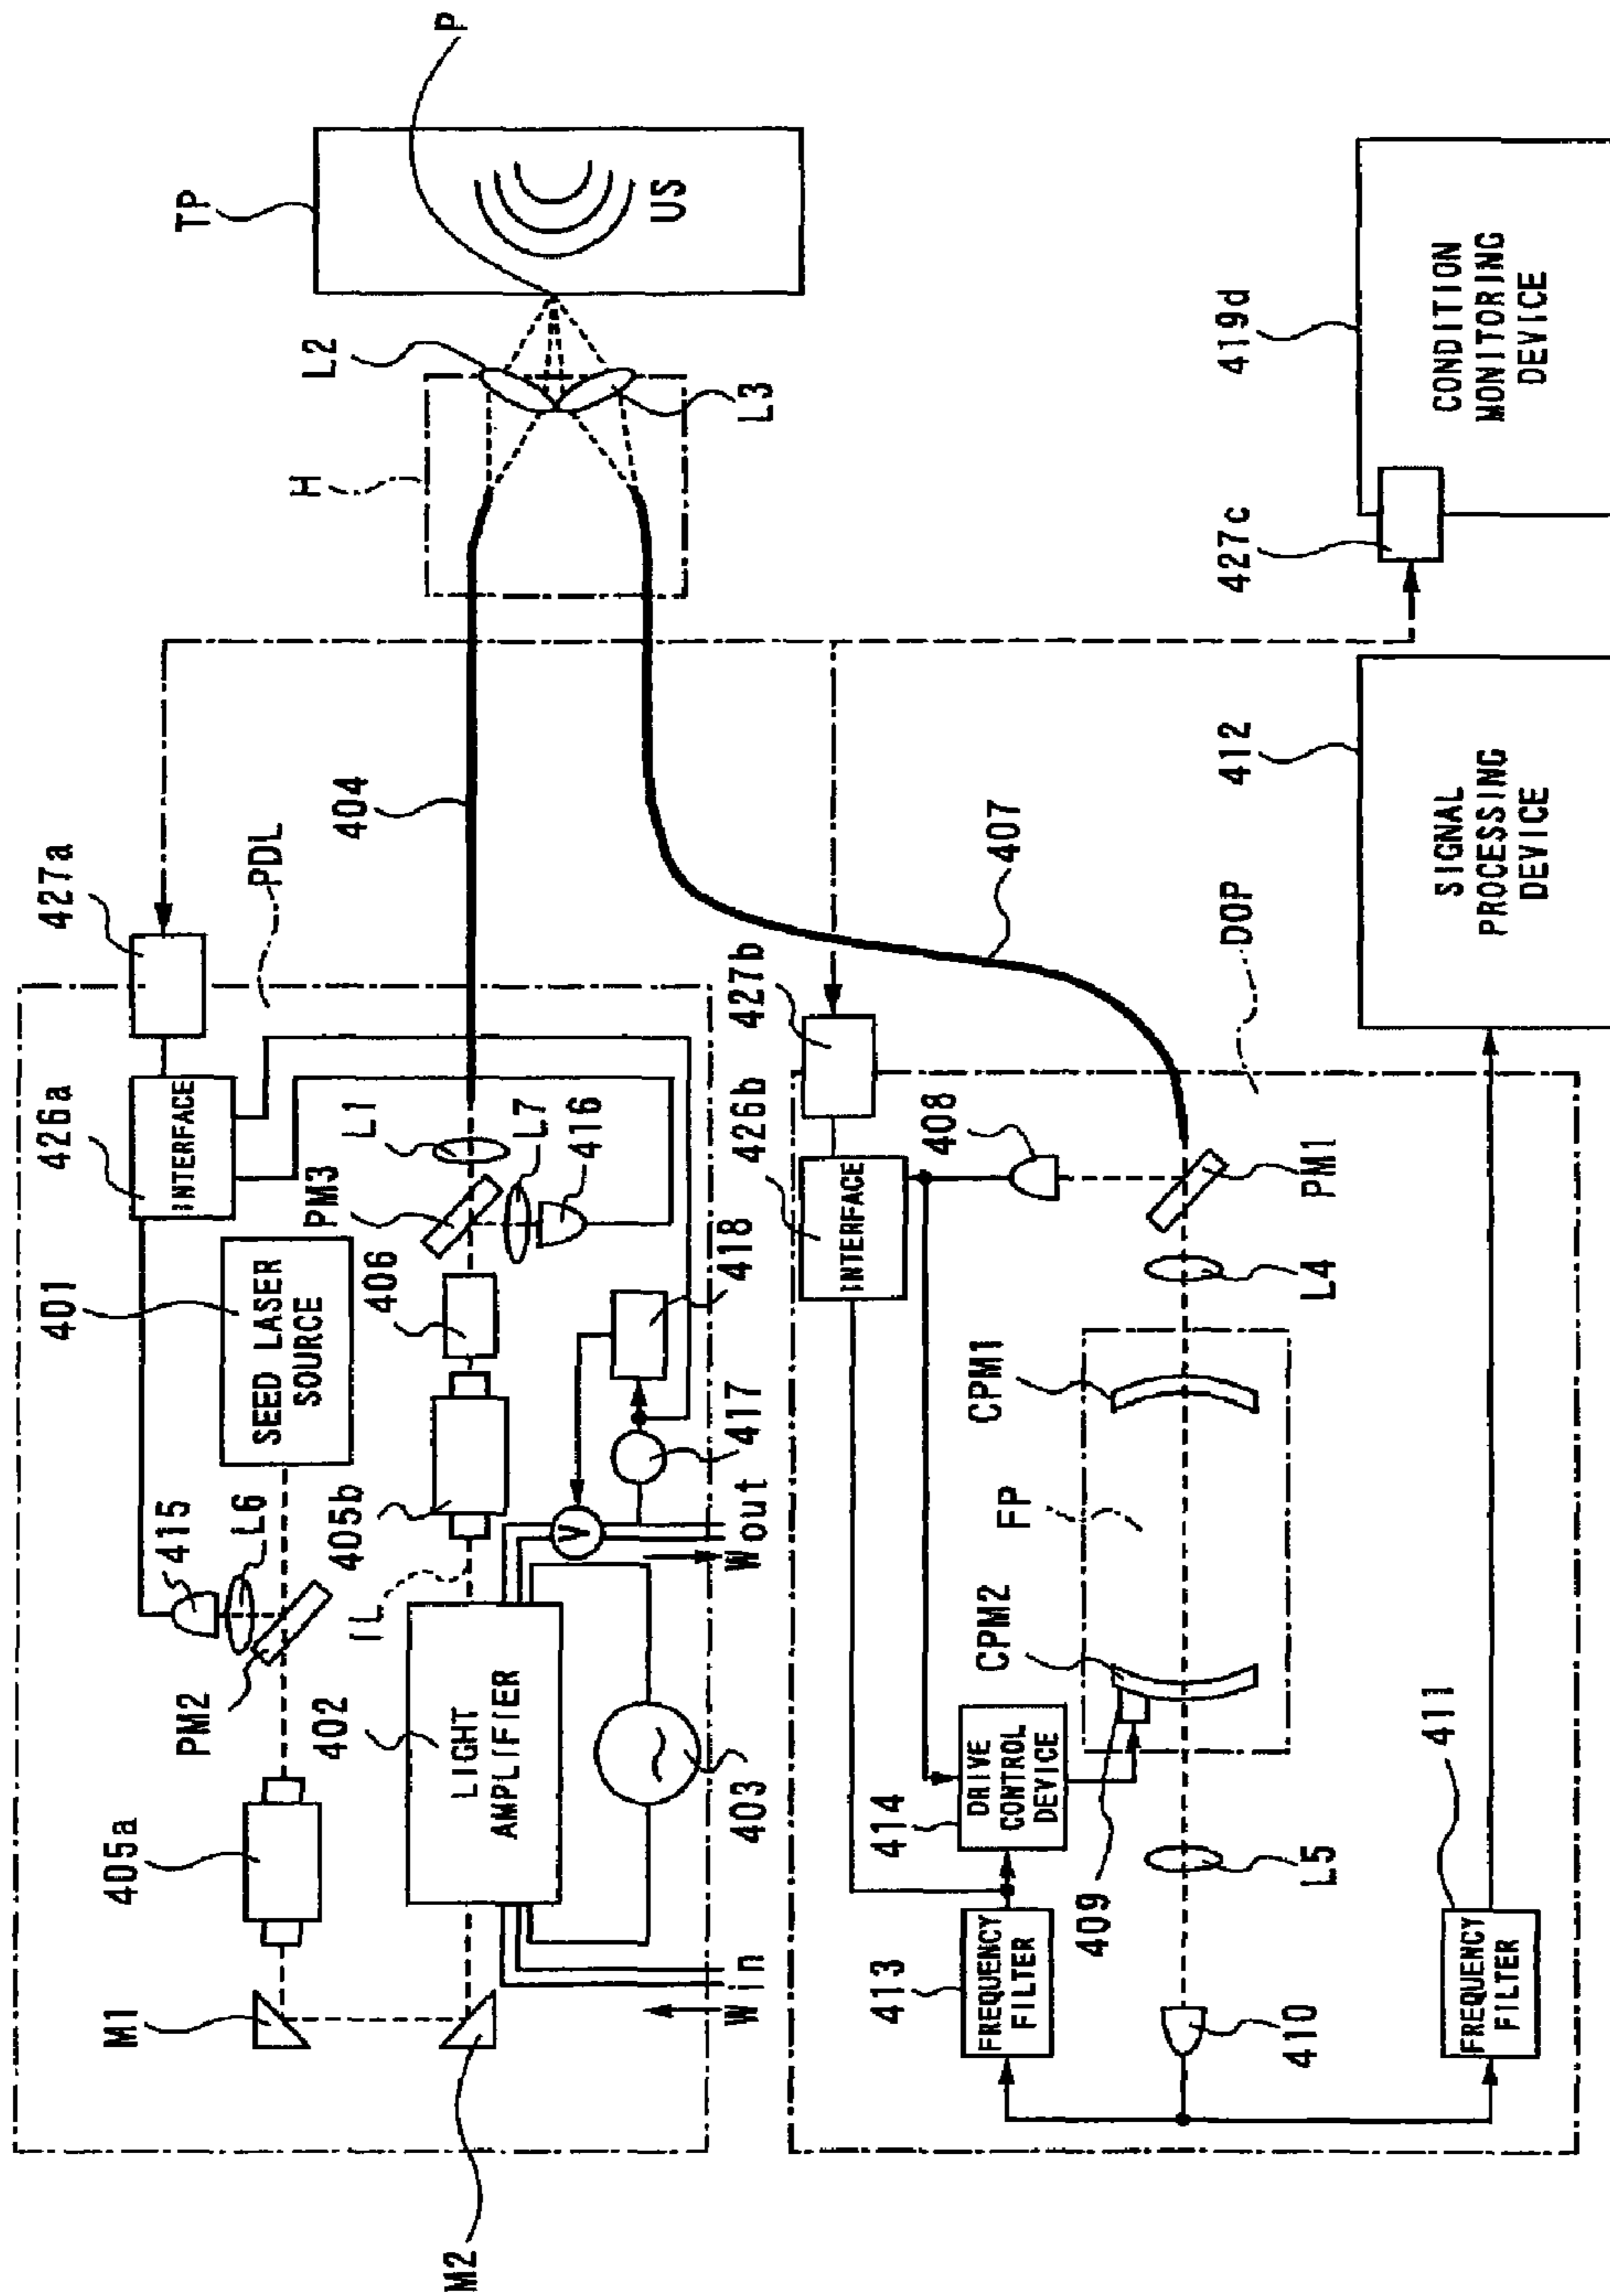 TP
P
US
L2
L3
H
404
407
427a
PDL
426a
INTERFACE
401
SEED LASER
SOURCE
415
L6
PM2
405a
M1
M2
402
LIGHT
AMPLIFIER
403
IL
405b
406
PM3
L1
L7
416
418
417
V
Wout
Win
427b
426b
INTERFACE
408
PM1
L4
DOP
CPM1
FP
CPM2
414
DRIVE
CONTROL
DEVICE
409
L5
413
FREQUENCY
FILTER
410
411
FREQUENCY
FILTER
412
SIGNAL
PROCESSING
DEVICE
427c
419d
CONDITION
MONITORING
DEVICE